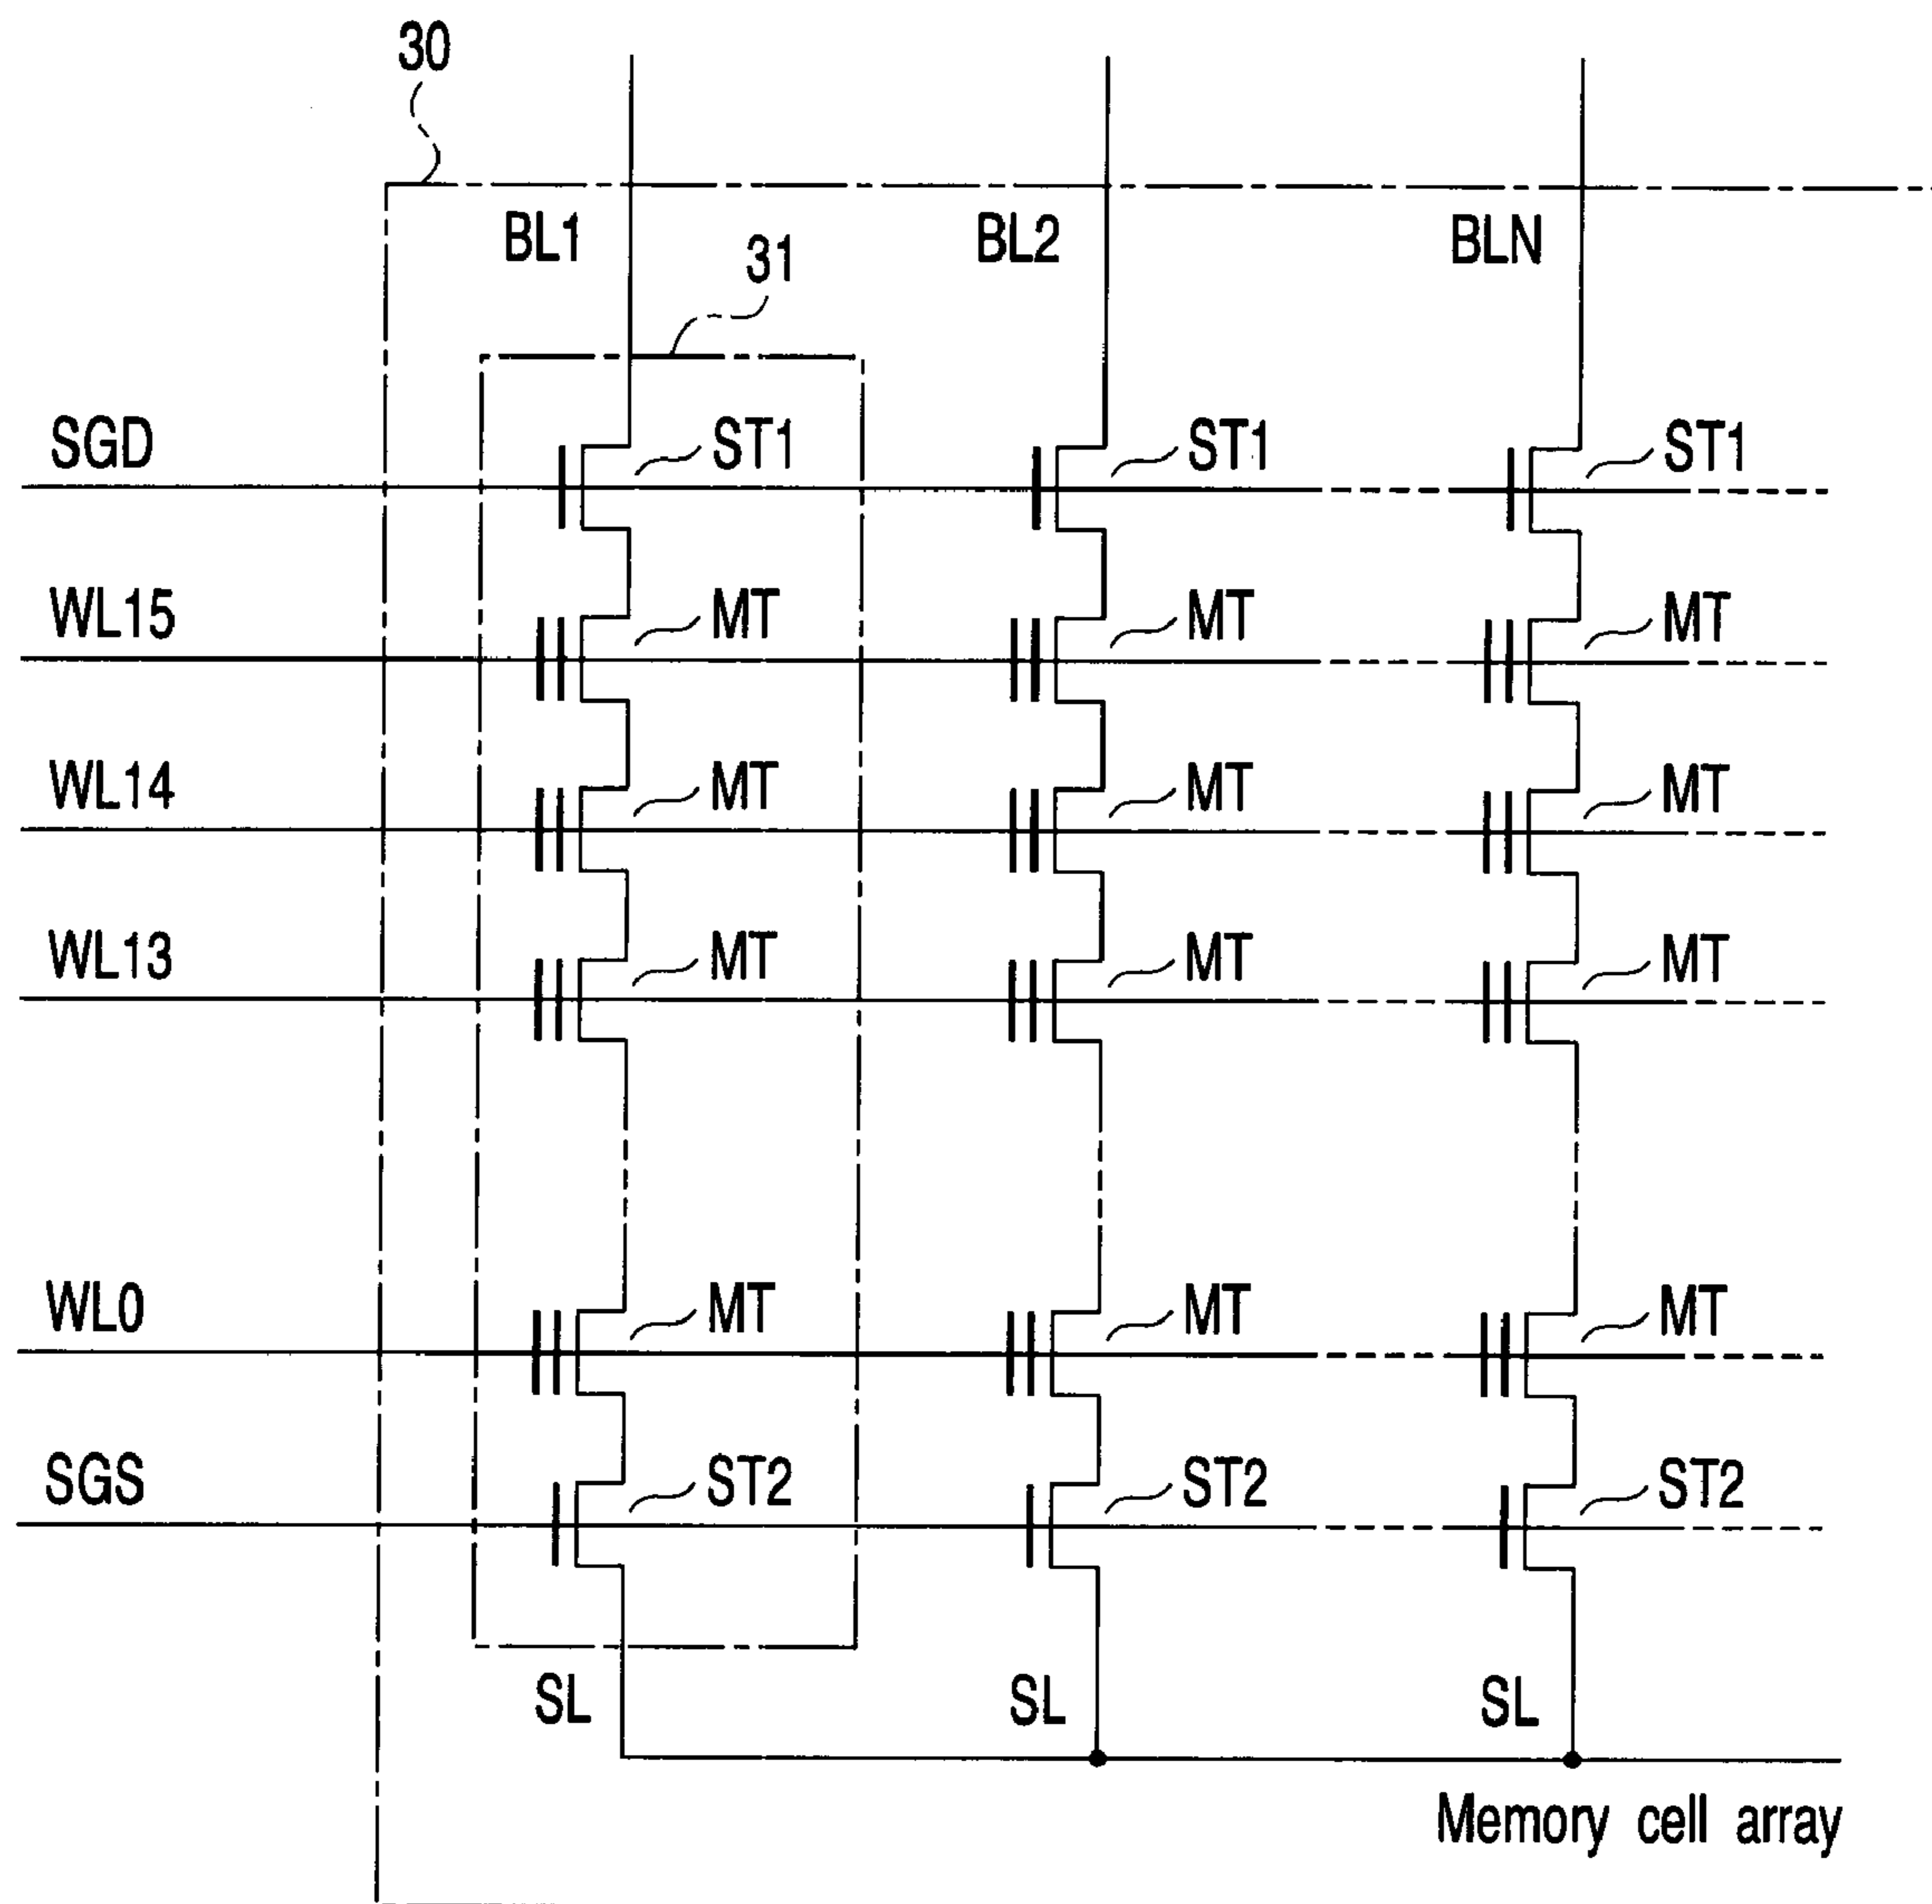 30
BL1 BL2 BLN
31
SGD ST1 ST1 ST1
WL15 MT MT MT
WL14 MT MT MT
WL13 MT MT MT
WL0 MT MT MT
SGS ST2 ST2 ST2
SL SL SL
Memory cell array